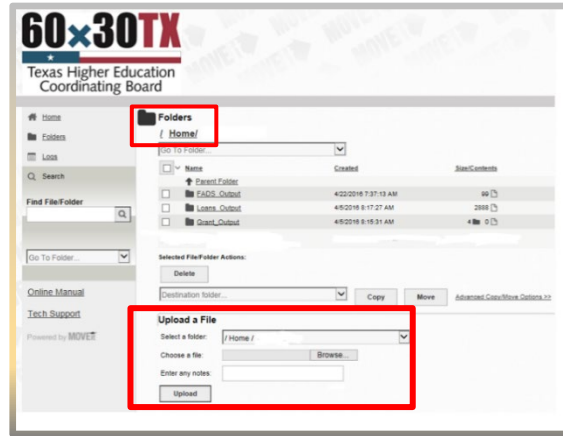 60x30TX
Texas Higher Education
Coordinating Board
MOVEit
Home
Folders
Logs
Search
Find File/Folder
Go To Folder...
Online Manual
Tech Support
Powered by MOVEit
Folders
/ Home/
Go To Folder...
Name Created Size/Contents
Parent Folder
FADS_Output 4/22/2016 7:37:13 AM 99
Loans_Output 4/5/2016 8:17:27 AM 2888
Grant_Output 4/5/2016 8:15:31 AM 4 0
Selected File/Folder Actions:
Delete
Destination folder... Copy Move Advanced Copy/Move Options >>
Upload a File
Select a folder: / Home /
Choose a file: Browse...
Enter any notes:
Upload